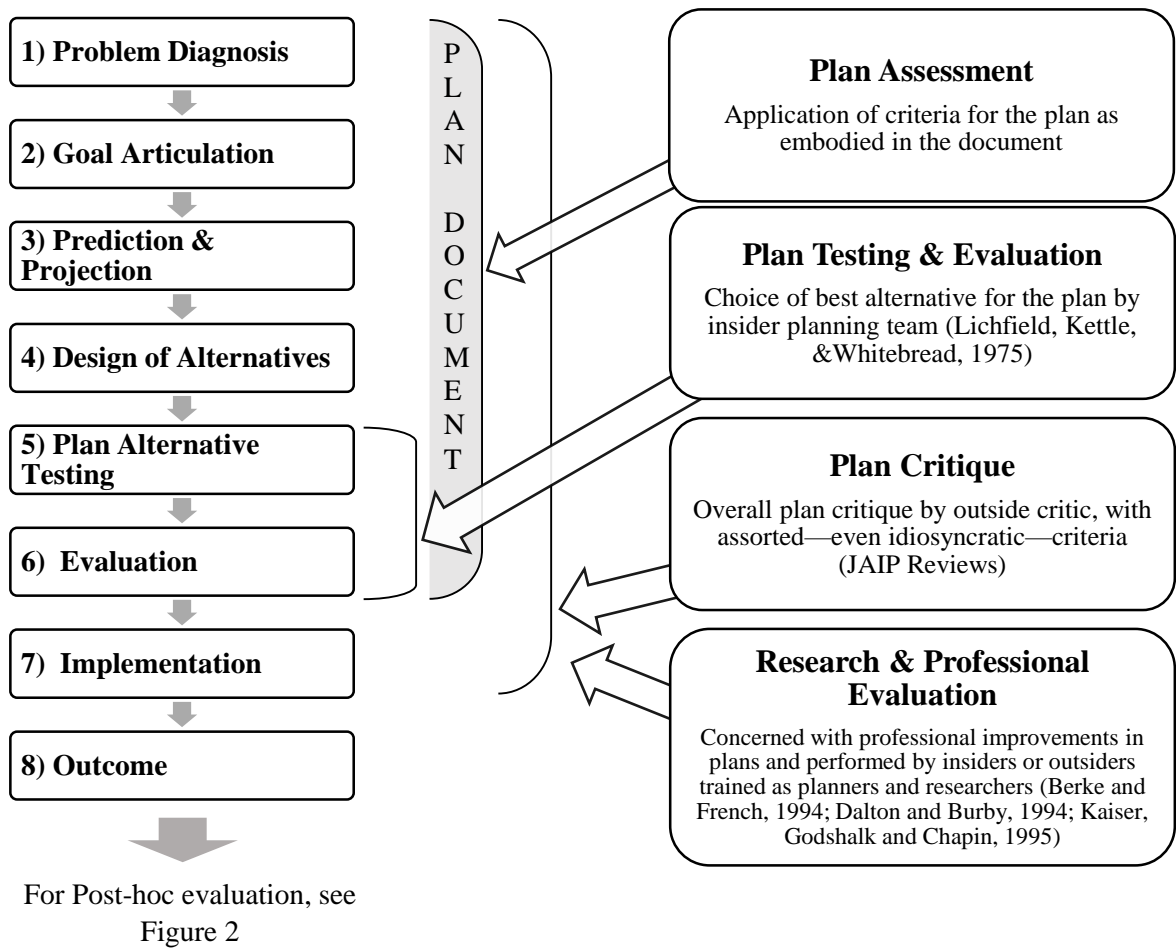 1) Problem Diagnosis
2) Goal Articulation
3) Prediction &
Projection
4) Design of Alternatives
5) Plan Alternative
Testing
6)  Evaluation
7)  Implementation
8) Outcome
For Post-hoc evaluation, see
Figure 2
P
L
A
N
D
O
C
U
M
E
N
T
Plan Assessment
Application of criteria for the plan as
embodied in the document
Plan Testing & Evaluation
Choice of best alternative for the plan by
insider planning team (Lichfield, Kettle,
&Whitebread, 1975)
Plan Critique
Overall plan critique by outside critic, with
assorted—even idiosyncratic—criteria
(JAIP Reviews)
Research & Professional
Evaluation
Concerned with professional improvements in
plans and performed by insiders or outsiders
trained as planners and researchers (Berke and
French, 1994; Dalton and Burby, 1994; Kaiser,
Godshalk and Chapin, 1995)